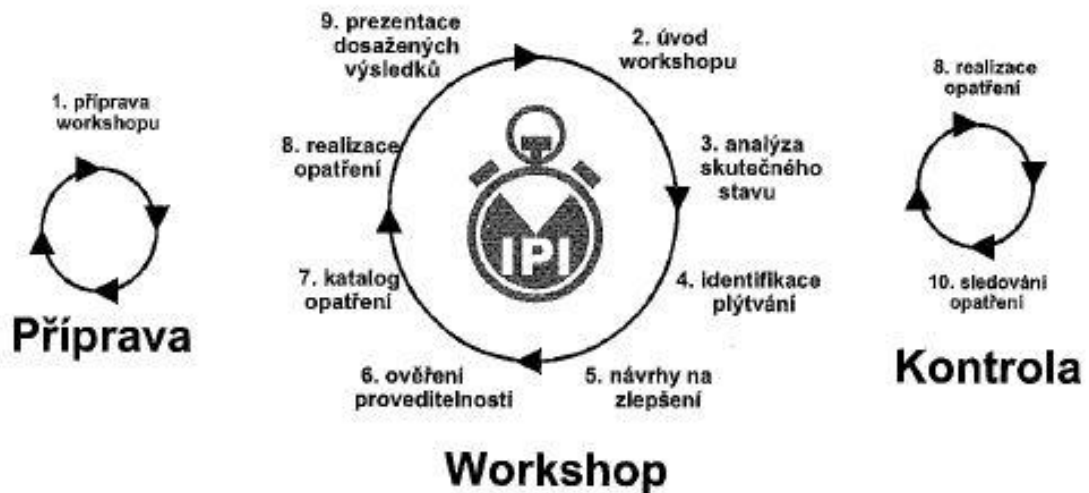 1. příprava
workshopu
Příprava
9. prezentace
dosažených
výsledků
2. úvod
workshopu
8. realizace
opatření
3. analýza
skutečného
stavu
IPI
7. katalog
opatření
4. identifikace
plýtvání
6. ověření
proveditelnosti
5. návrhy na
zlepšení
Workshop
8. realizace
opatření
10. sledování
opatření
Kontrola